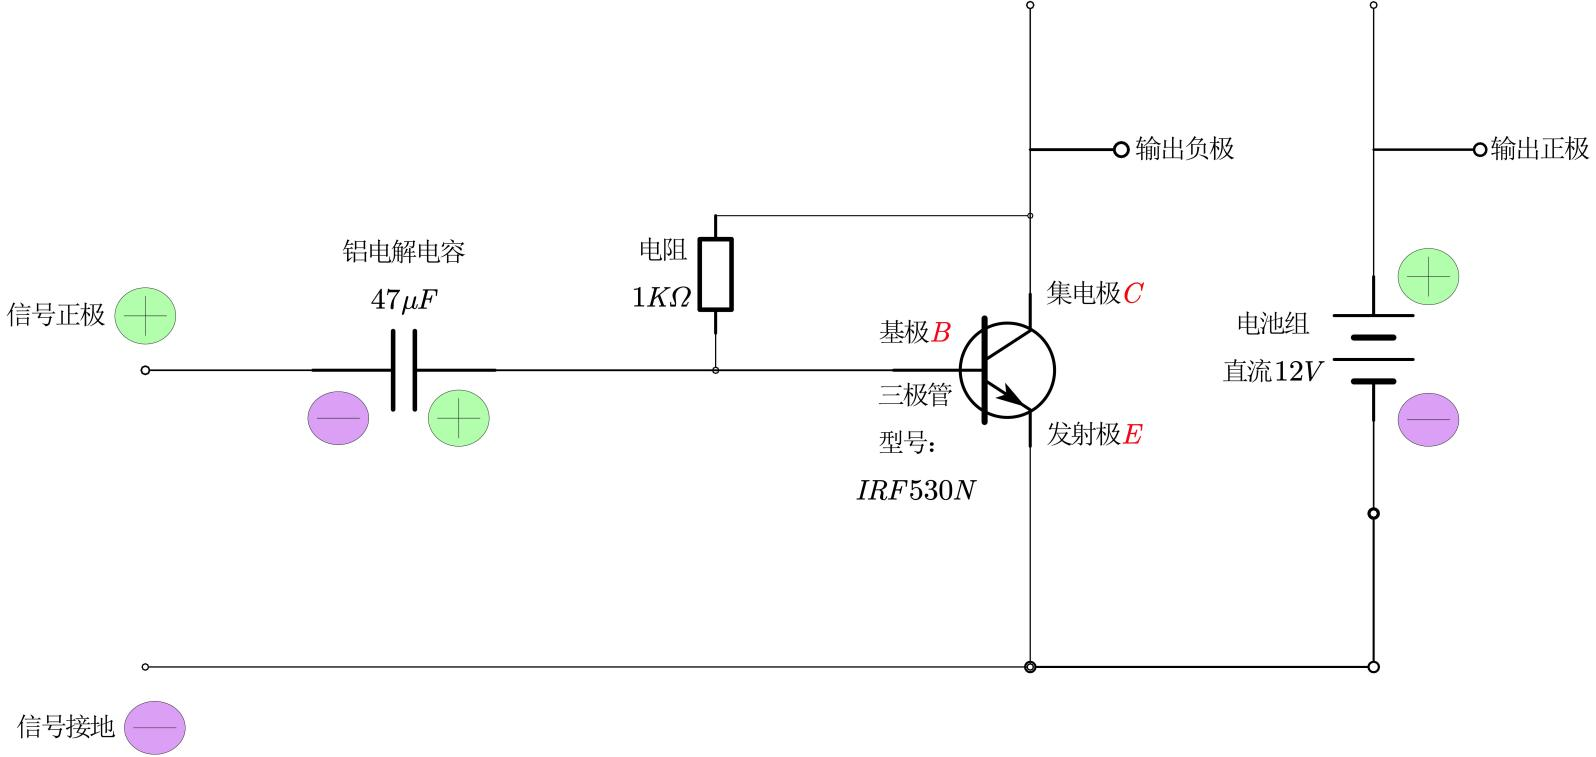 输出负极
输出正极
铝电解电容
47μF
电阻
1KΩ
信号正极
集电极C
基极B
电池组
直流12V
三极管
型号：
IRF530N
发射极E
信号接地